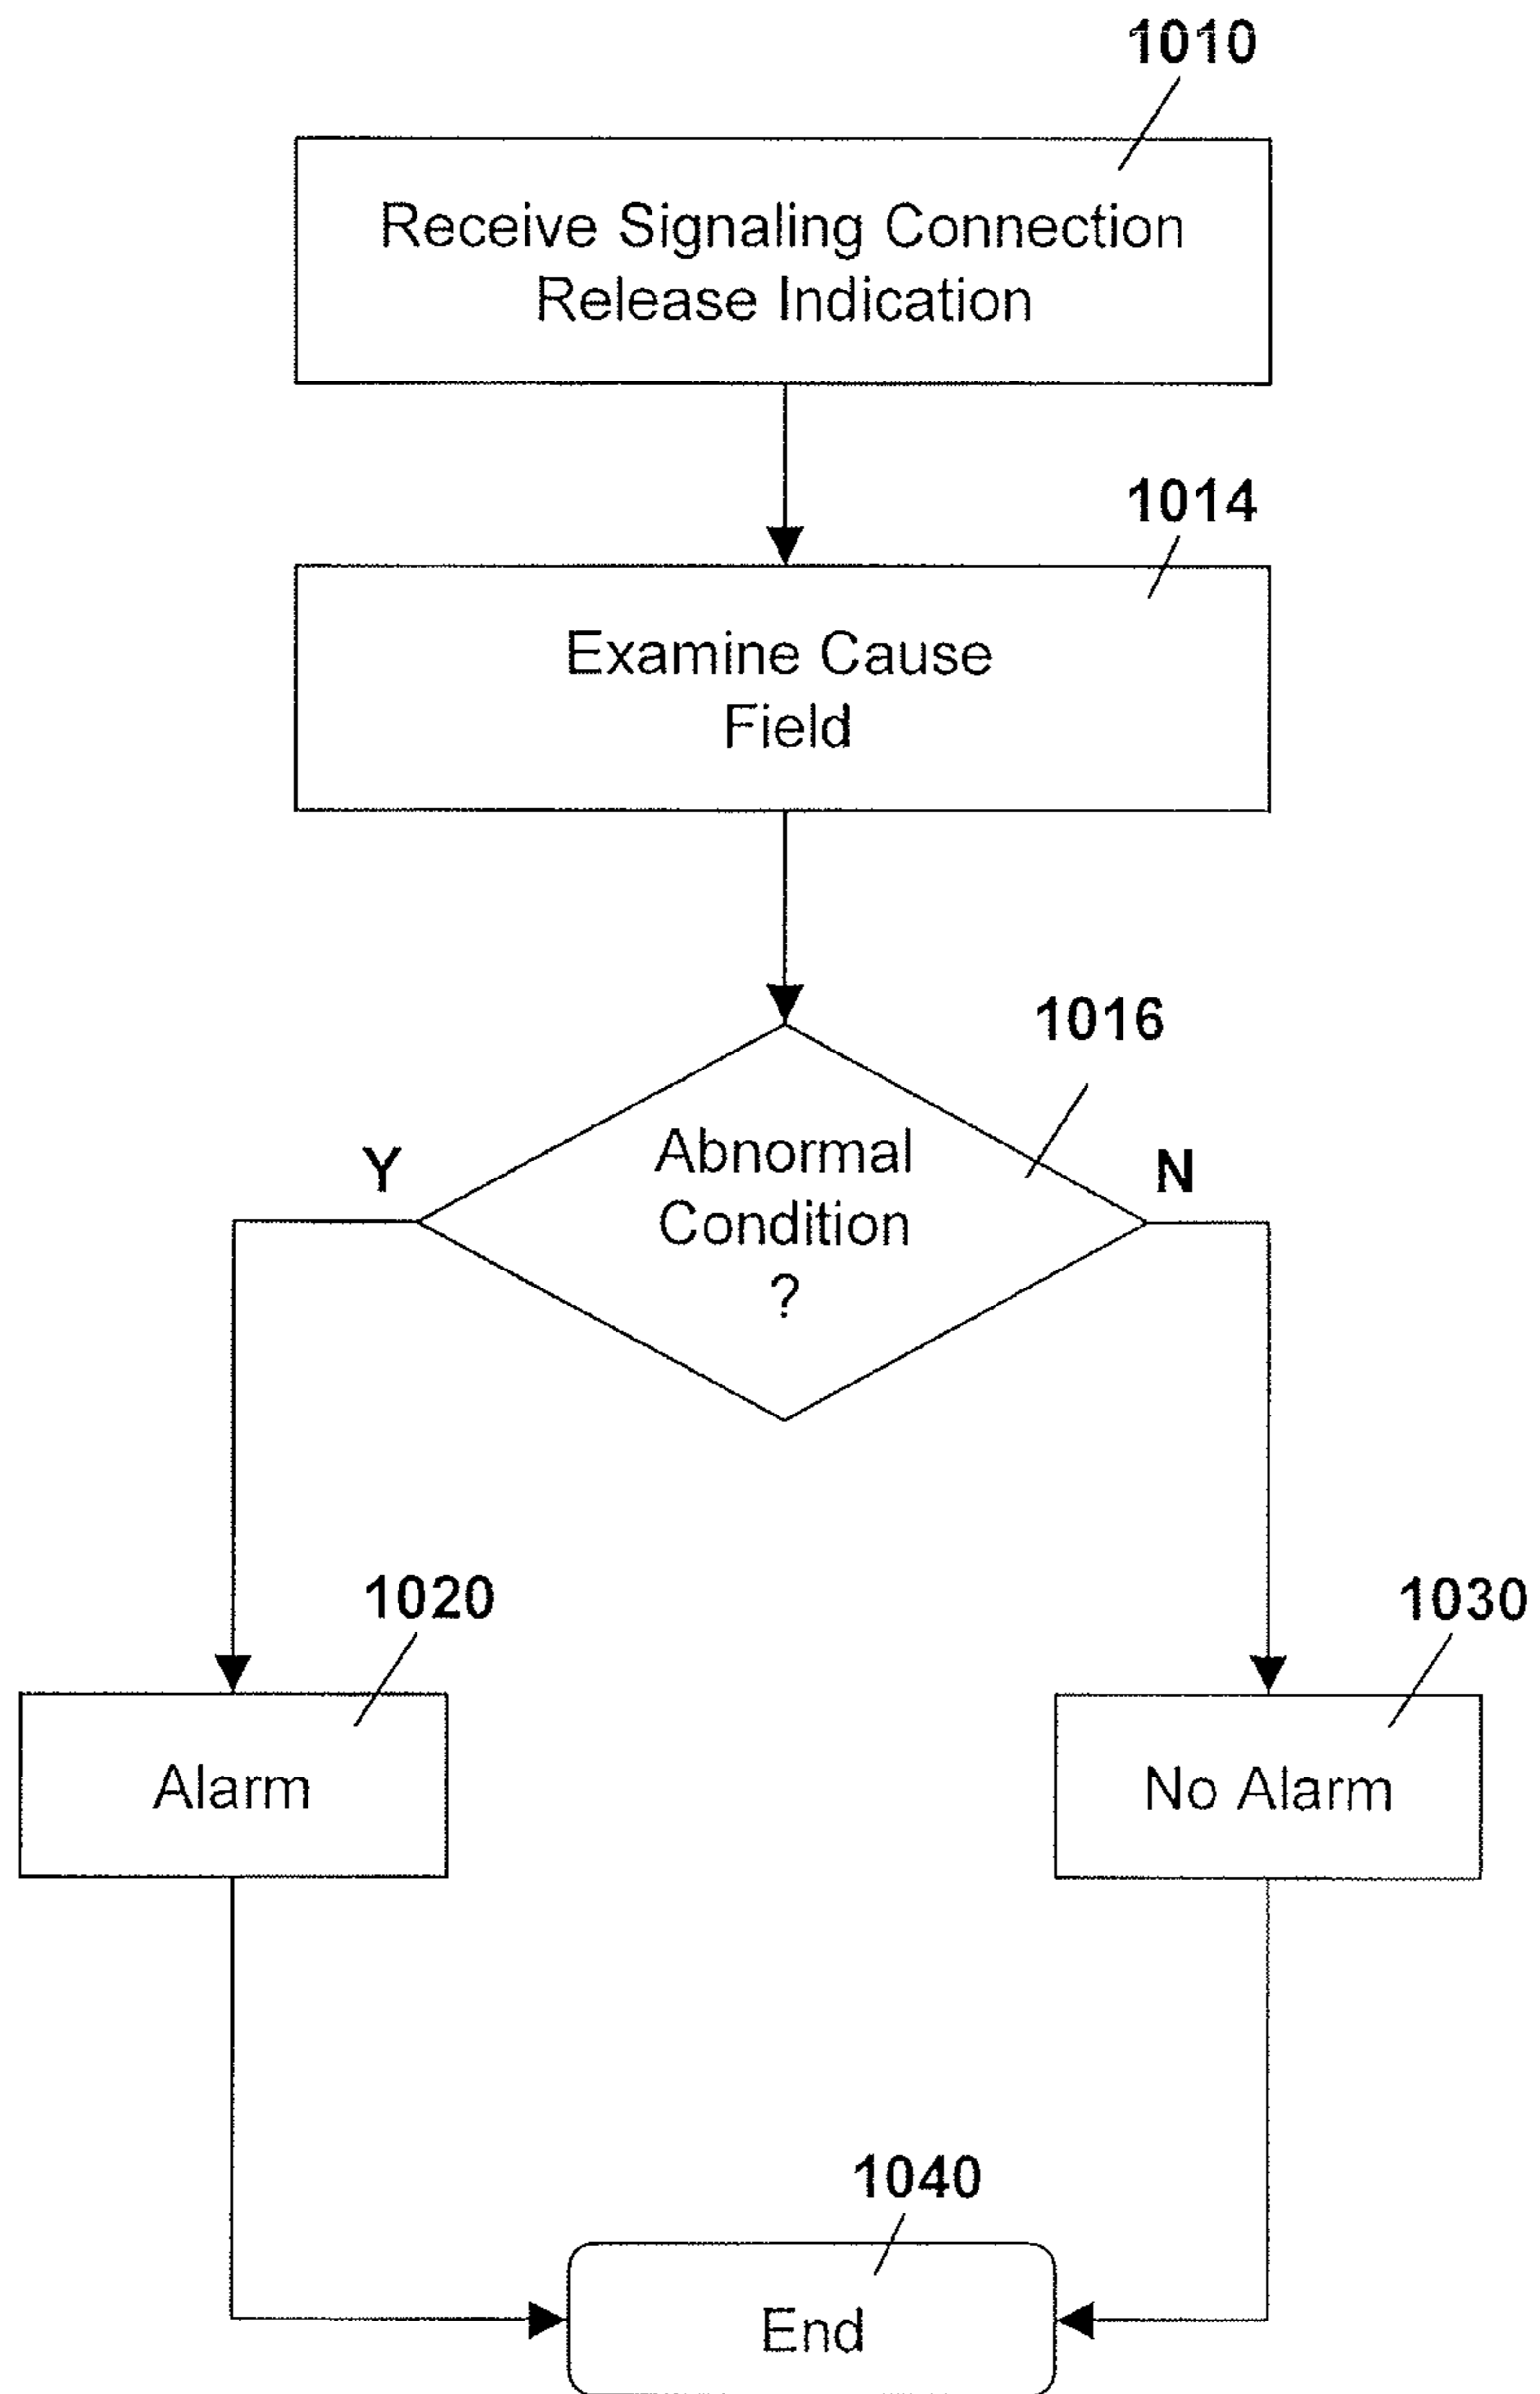 1010
Receive Signaling Connection
Release Indication
1014
Examine Cause
Field
1016
Y
Abnormal
Condition
?
N
1020
Alarm
1030
No Alarm
1040
End